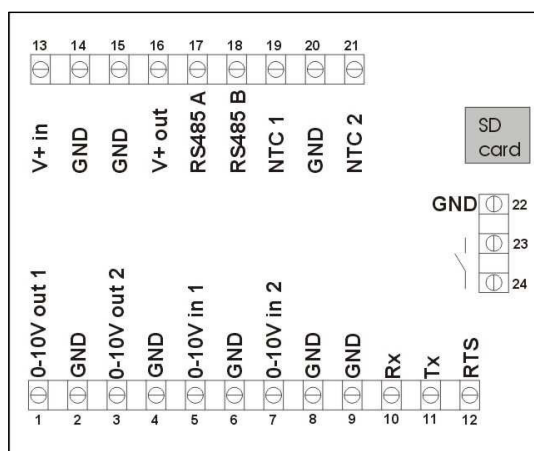 13 14 15 16 17 18 19 20 21
V+ in
GND
GND
V+ out
RS485 A
RS485 B
NTC 1
GND
NTC 2
SD
card
GND 22
23
24
0-10V out 1
GND
0-10V out 2
GND
0-10V in 1
GND
0-10V in 2
GND
GND
Rx
Tx
RTS
1 2 3 4 5 6 7 8 9 10 11 12